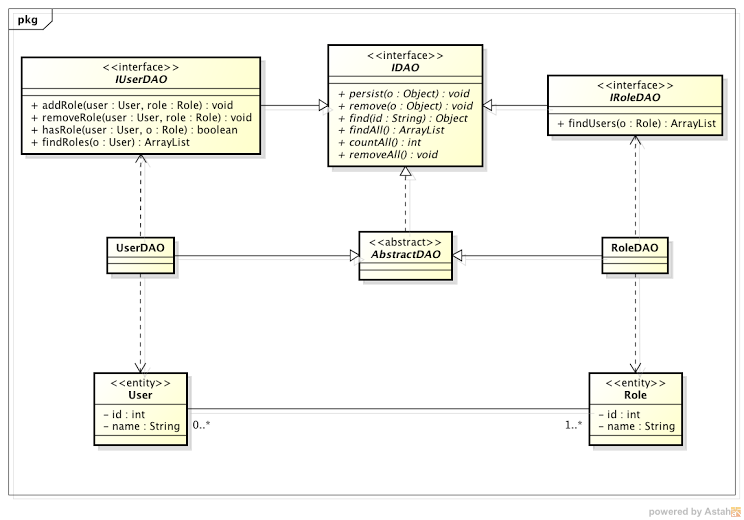 pkg
<<interface>>
IUserDAO
+ addRole(user : User, role : Role) : void
+ removeRole(user : User, role : Role) : void
+ hasRole(user : User, o : Role) : boolean
+ findRoles(o : User) : ArrayList
<<interface>>
IDAO
+ persist(o : Object) : void
+ remove(o : Object) : void
+ find(id : String) : Object
+ findAll() : ArrayList
+ countAll() : int
+ removeAll() : void
<<interface>>
IRoleDAO
+ findUsers(o : Role) : ArrayList
UserDAO
<<abstract>>
AbstractDAO
RoleDAO
<<entity>>
User
- id : int
- name : String
0..*
1..*
<<entity>>
Role
- id : int
- name : String
powered by Astah